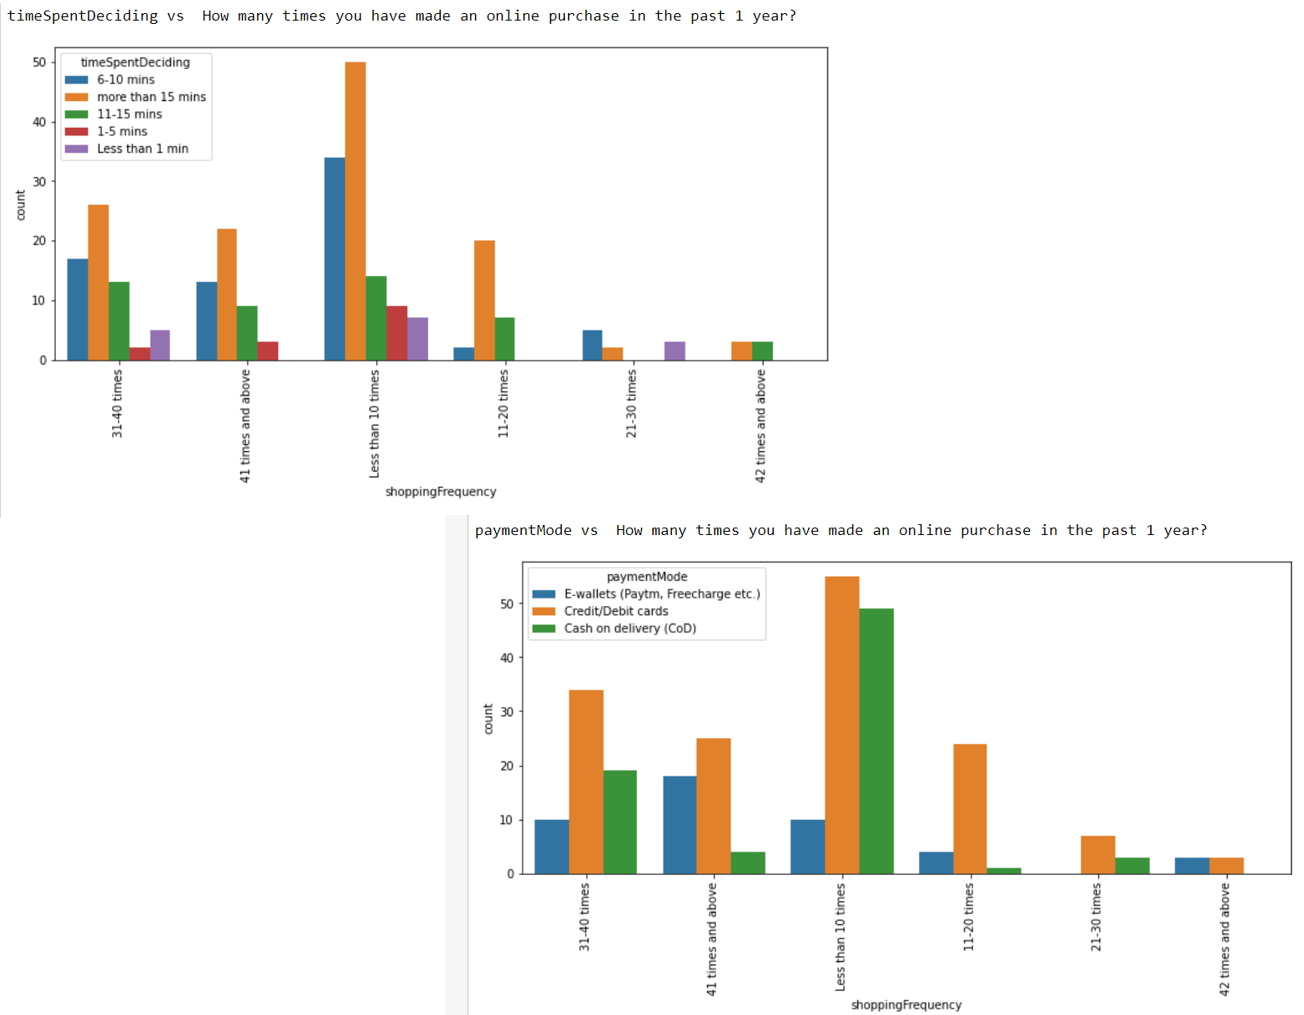 timeSpentDeciding vs  How many times you have made an online purchase in the past 1 year?
timeSpentDeciding
6-10 mins
more than 15 mins
11-15 mins
1-5 mins
Less than 1 min
50
40
30
20
10
0
count
31-40 times
41 times and above
Less than 10 times
11-20 times
21-30 times
42 times and above
shoppingFrequency
paymentMode vs  How many times you have made an online purchase in the past 1 year?
paymentMode
E-wallets (Paytm, Freecharge etc.)
Credit/Debit cards
Cash on delivery (CoD)
50
40
30
20
10
0
count
31-40 times
41 times and above
Less than 10 times
11-20 times
21-30 times
42 times and above
shoppingFrequency